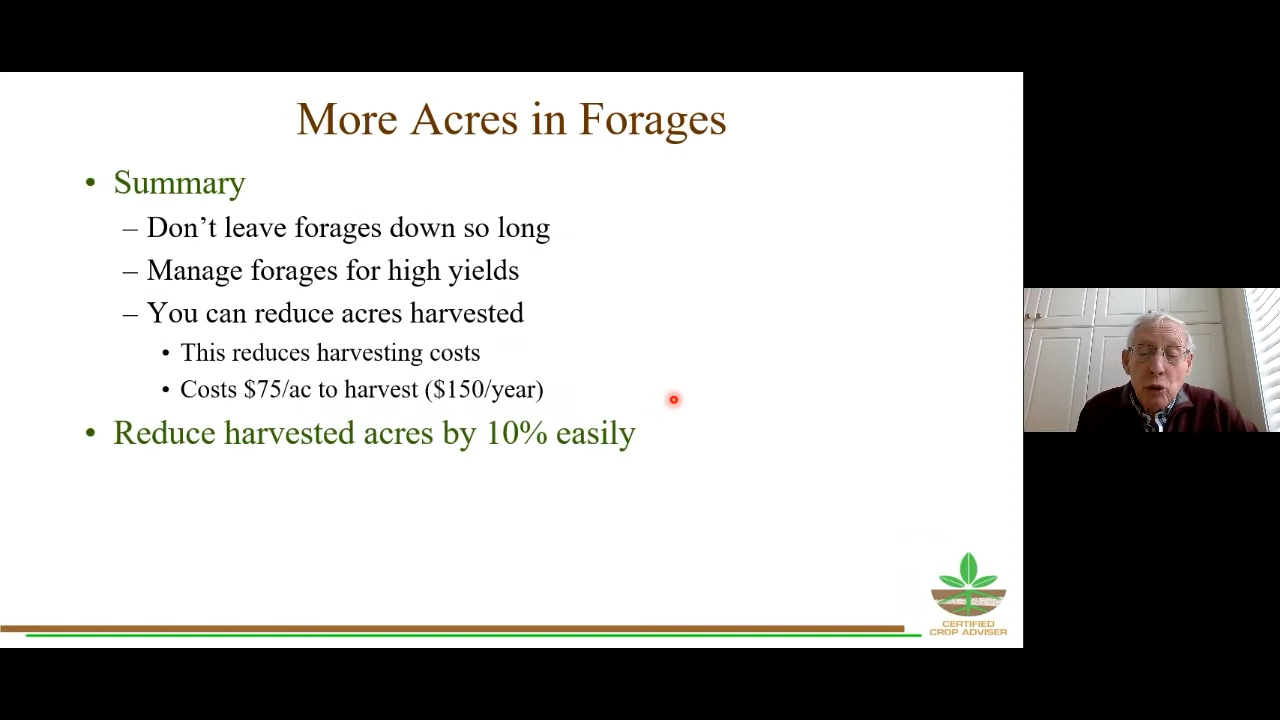 More Acres in Forages
• Summary
– Don’t leave forages down so long
– Manage forages for high yields
– You can reduce acres harvested
• This reduces harvesting costs
• Costs $75/ac to harvest ($150/year)
• Reduce harvested acres by 10% easily
CERTIFIED
CROP ADVISER